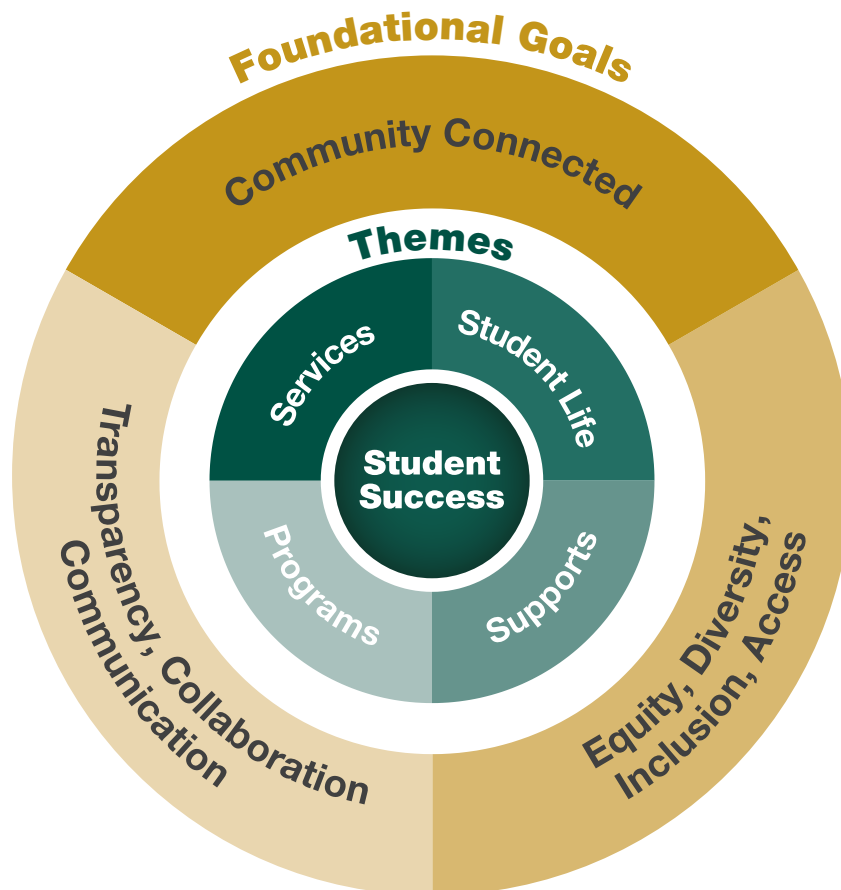 Foundational Goals
Community Connected
Themes
Services
Student Life
Student
Success
Programs
Supports
Transparency, Collaboration
Communication
Equity, Diversity,
Inclusion, Access